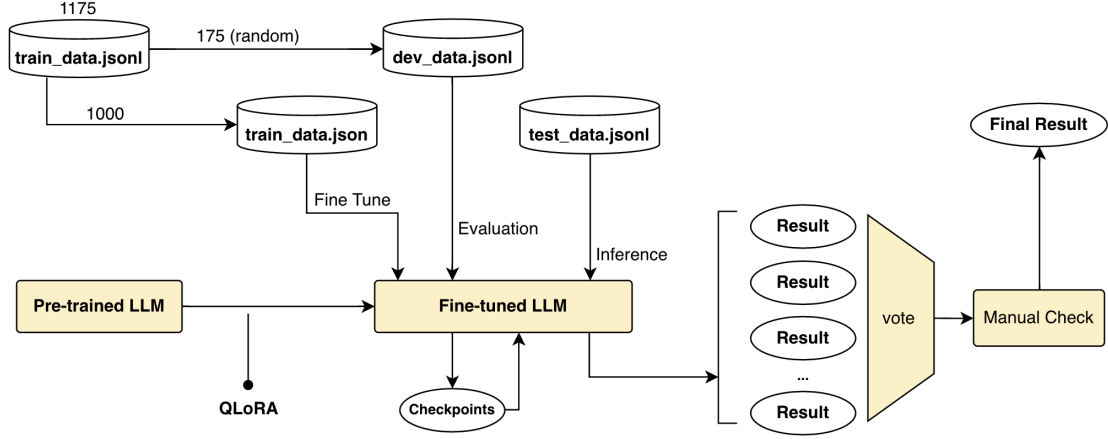 1175
train_data.jsonl
175 (random)
dev_data.jsonl
1000
train_data.json
test_data.jsonl
Final Result
Fine Tune
Evaluation
Inference
Pre-trained LLM
Fine-tuned LLM
QLoRA
Checkpoints
Result
Result
Result
...
Result
vote
Manual Check